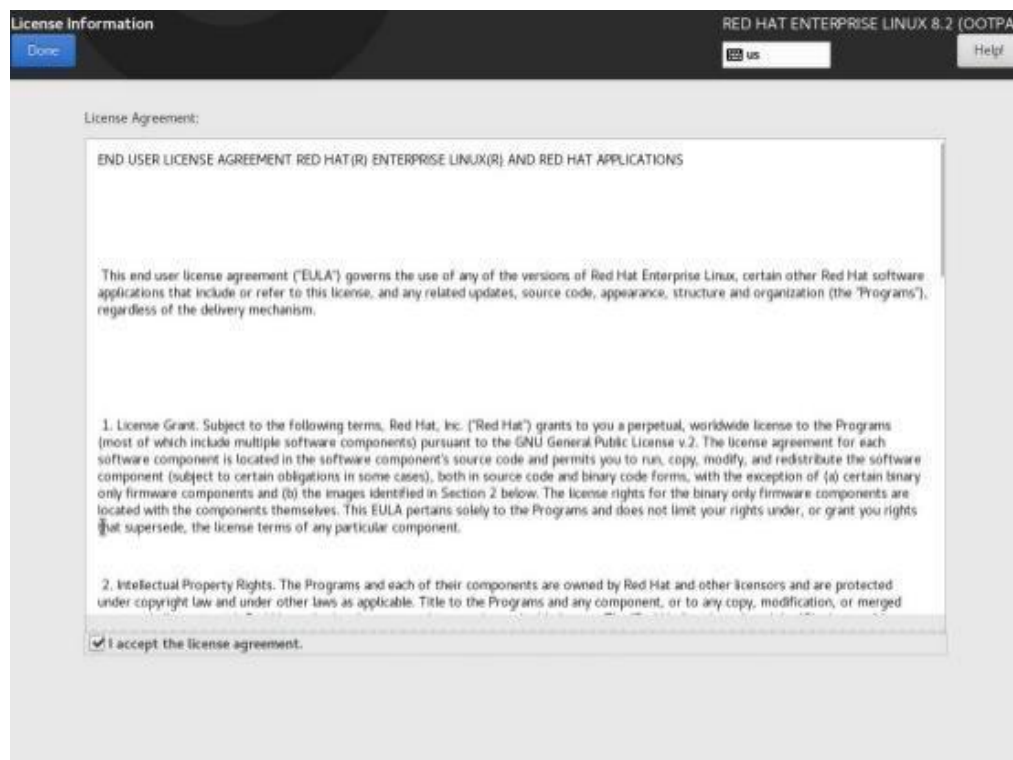 License Information
RED HAT ENTERPRISE LINUX 8.2 (OOTPA
Done
us
Help!
License Agreement:
END USER LICENSE AGREEMENT RED HAT(R) ENTERPRISE LINUX(R) AND RED HAT APPLICATIONS
This end user license agreement ("EULA") governs the use of any of the versions of Red Hat Enterprise Linux, certain other Red Hat software
applications that include or refer to this license, and any related updates, source code, appearance, structure and organization (the "Programs"),
regardless of the delivery mechanism.
1. License Grant. Subject to the following terms, Red Hat, Inc. ("Red Hat") grants to you a perpetual, worldwide license to the Programs
(most of which include multiple software components) pursuant to the GNU General Public License v.2. The license agreement for each
software component is located in the software component's source code and permits you to run, copy, modify, and redistribute the software
component (subject to certain obligations in some cases), both in source code and binary code forms, with the exception of (a) certain binary
only firmware components and (b) the images identified in Section 2 below. The license rights for the binary only firmware components are
located with the components themselves. This EULA pertains solely to the Programs and does not limit your rights under, or grant you rights
that supersede, the license terms of any particular component.
2. Intellectual Property Rights. The Programs and each of their components are owned by Red Hat and other licensors and are protected
under copyright law and under other laws as applicable. Title to the Programs and any component, or to any copy, modification, or merged
I accept the license agreement.